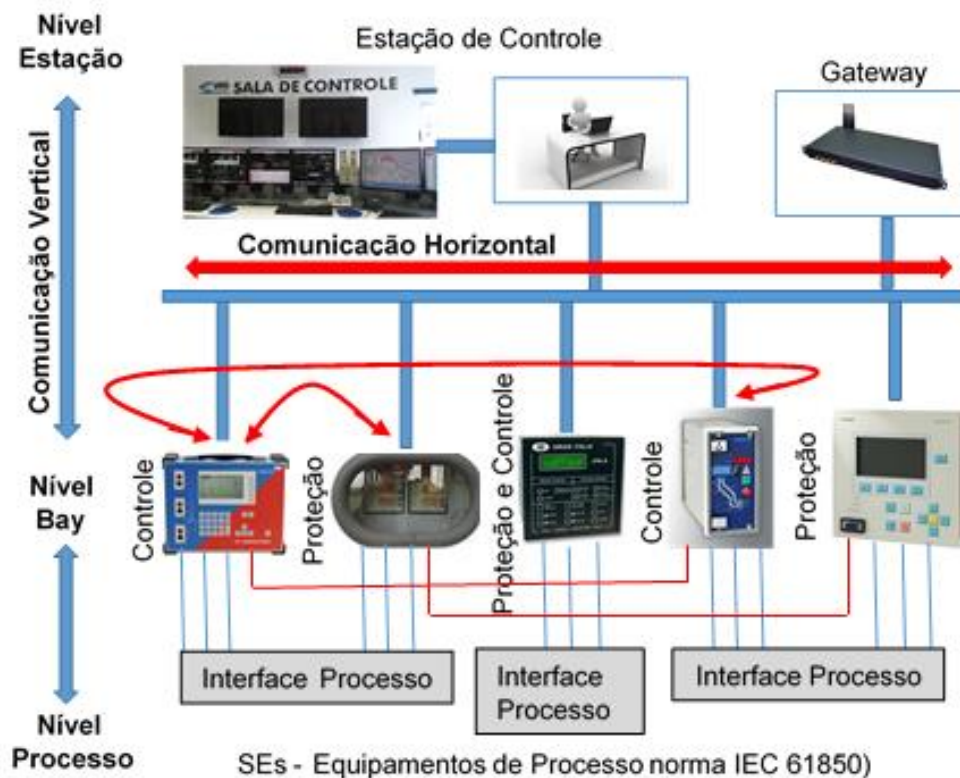 Nível
Estação
Estação de Controle
Gateway
SALA DE CONTROLE
Comunicação Vertical
Comunicação Horizontal
Nível
Bay
Controle
Proteção
Proteção e Controle
Controle
Proteção
Interface Processo
Interface
Processo
Interface Processo
Nível
Processo
SEs - Equipamentos de Processo norma IEC 61850)